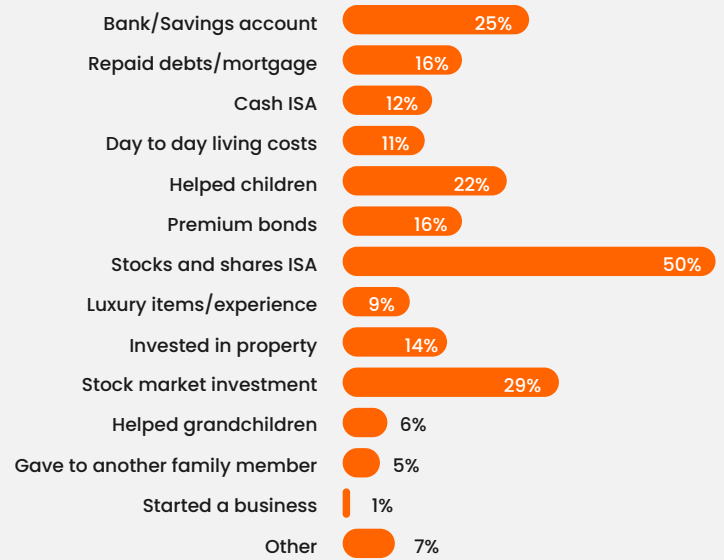 Bank/Savings account 25%
Repaid debts/mortgage 16%
Cash ISA 12%
Day to day living costs 11%
Helped children 22%
Premium bonds 16%
Stocks and shares ISA 50%
Luxury items/experience 9%
Invested in property 14%
Stock market investment 29%
Helped grandchildren 6%
Gave to another family member 5%
Started a business 1%
Other 7%